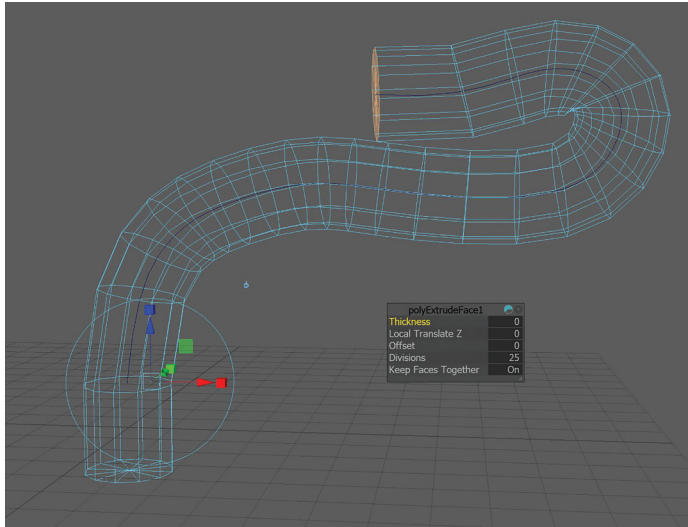 polyExtrudeFace1
Thickness 0
Local Translate Z 0
Offset 0
Divisions 25
Keep Faces Together On